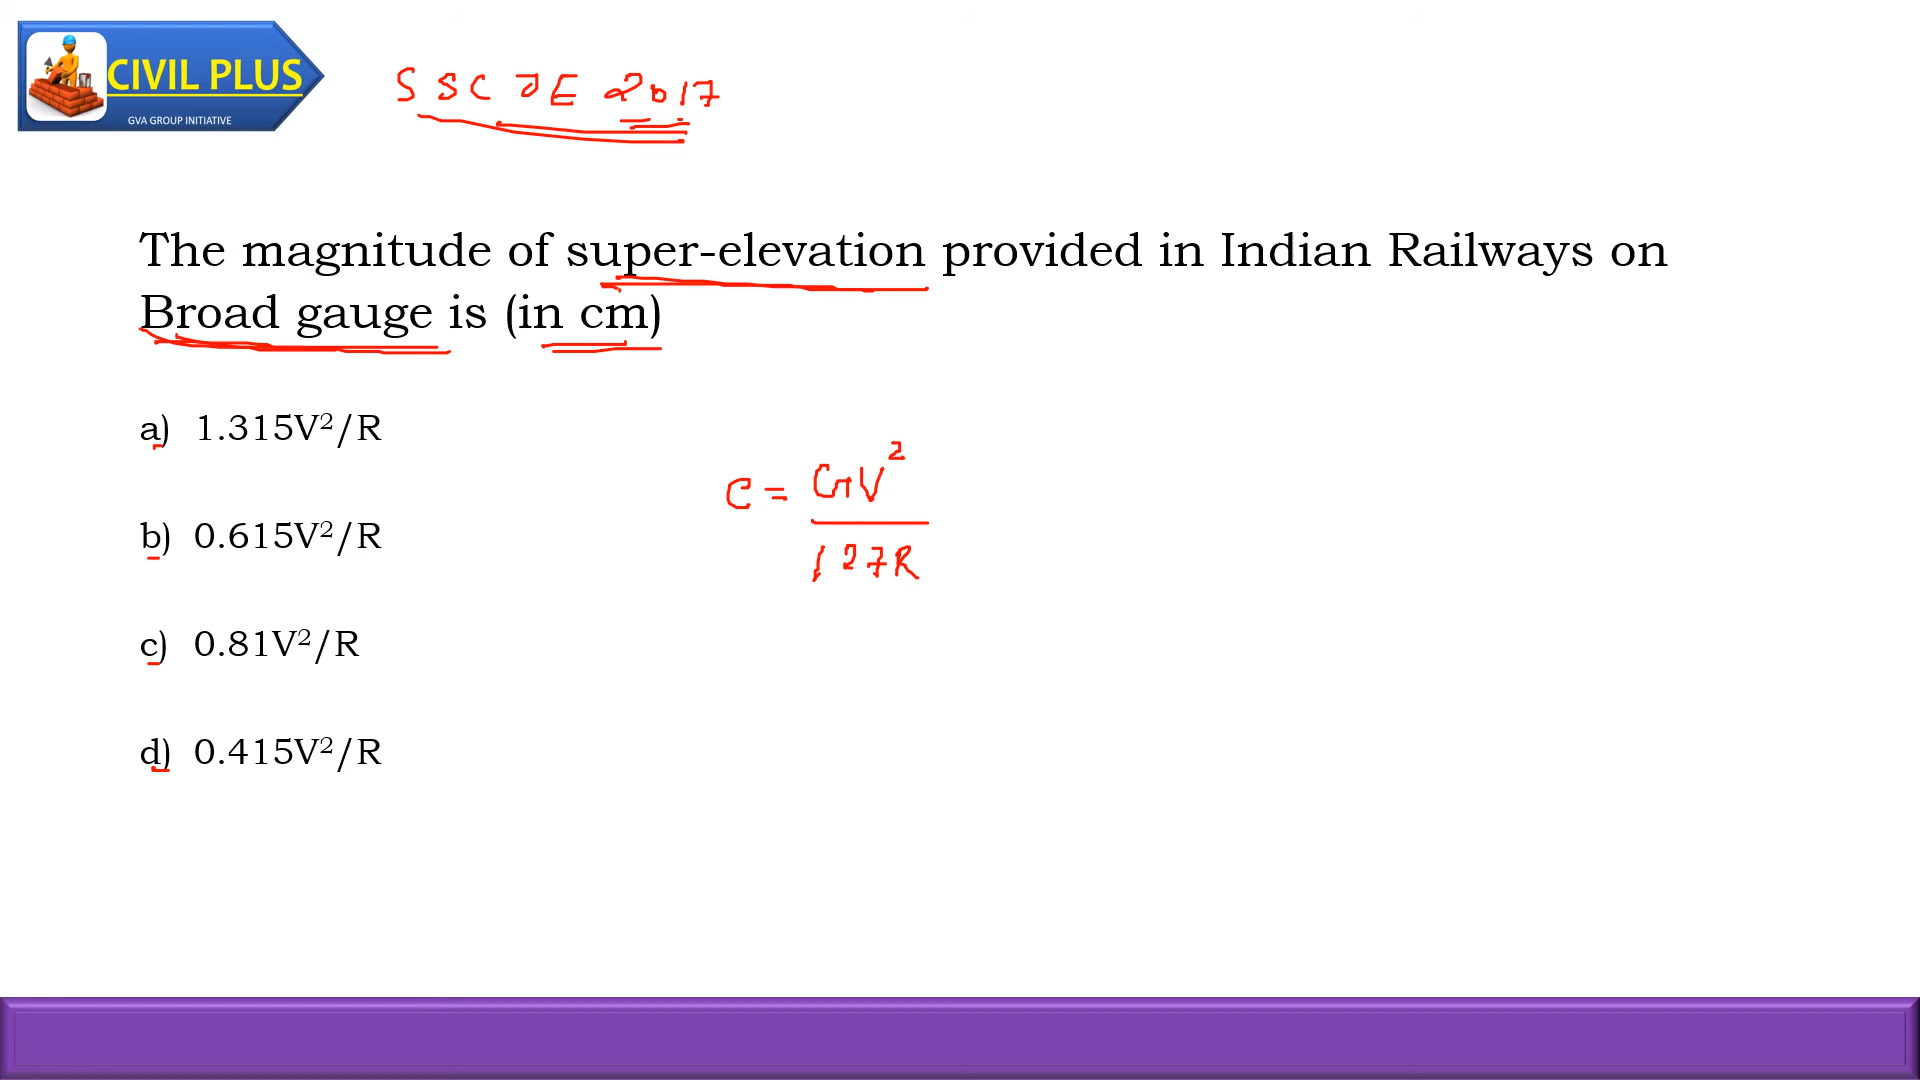 CIVIL PLUS
GVA GROUP INITIATIVE
SSC JE 2017
The magnitude of super-elevation provided in Indian Railways on
Broad gauge is (in cm)
a) 1.315V²/R
b) 0.615V²/R
c) 0.81V²/R
d) 0.415V²/R
e = GV²
127R